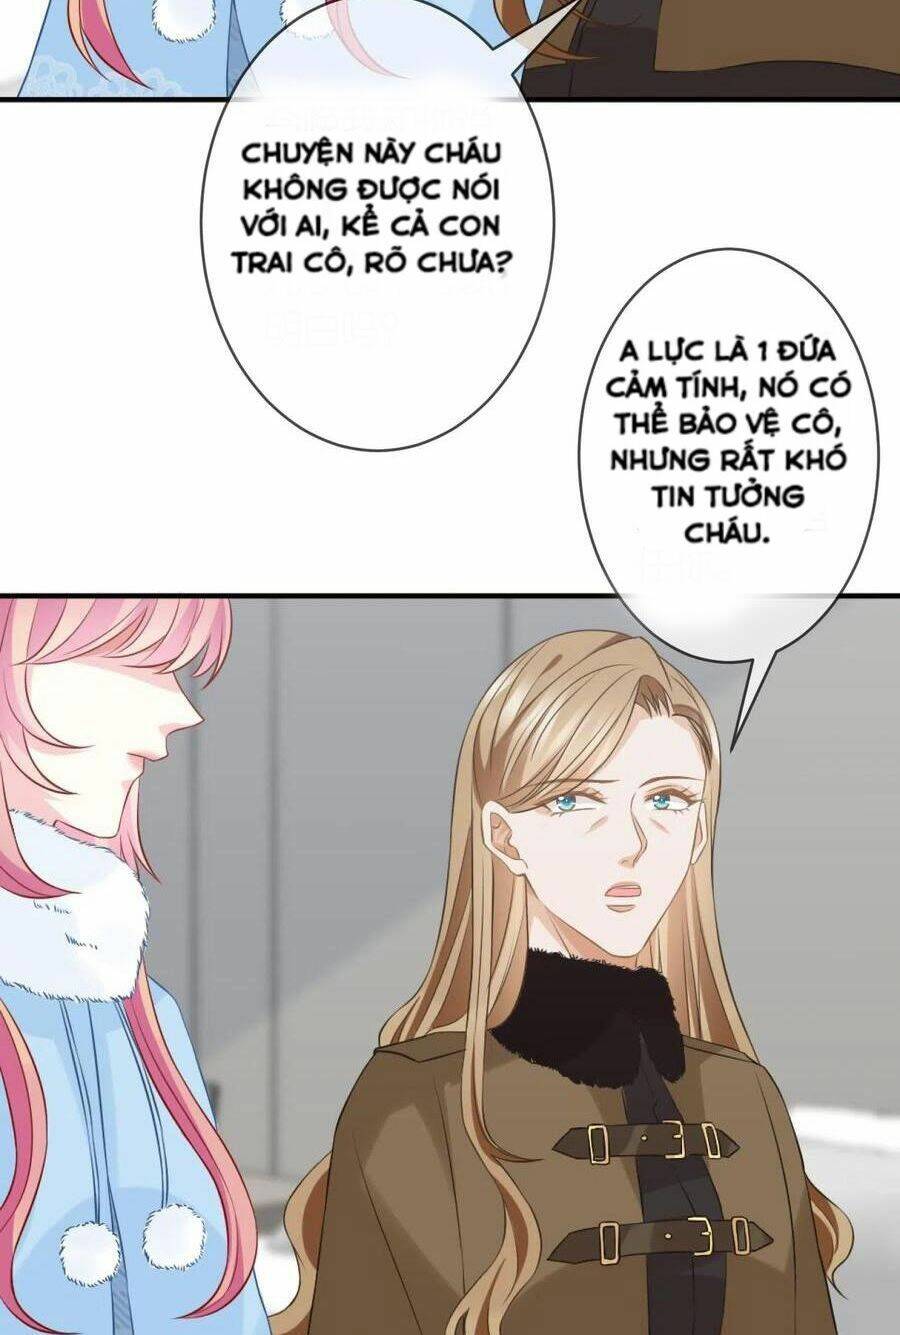 CHUYỆN NÀY CHÁU
KHÔNG ĐƯỢC NÓI
VỚI AI, KỂ CẢ CON
TRAI CÔ, RÕ CHƯA?
A LỰC LÀ 1 ĐỨA
CẢM TÍNH, NÓ CÓ
THỂ BẢO VỆ CÔ,
NHƯNG RẤT KHÓ
TIN TƯỞNG
CHÁU.